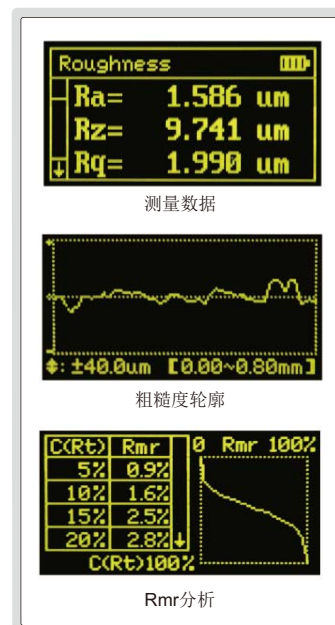 Roughness
Ra= 1.586 um
Rz= 9.741 um
Rq= 1.990 um
测量数据
: ±40.0um 【0.00~0.80mm】
粗糙度轮廓
C(Rt) Rmr 0 Rmr 100%
5% 0.9%
10% 1.6%
15% 2.5%
20% 2.8%
C(Rt)100%
Rmr分析